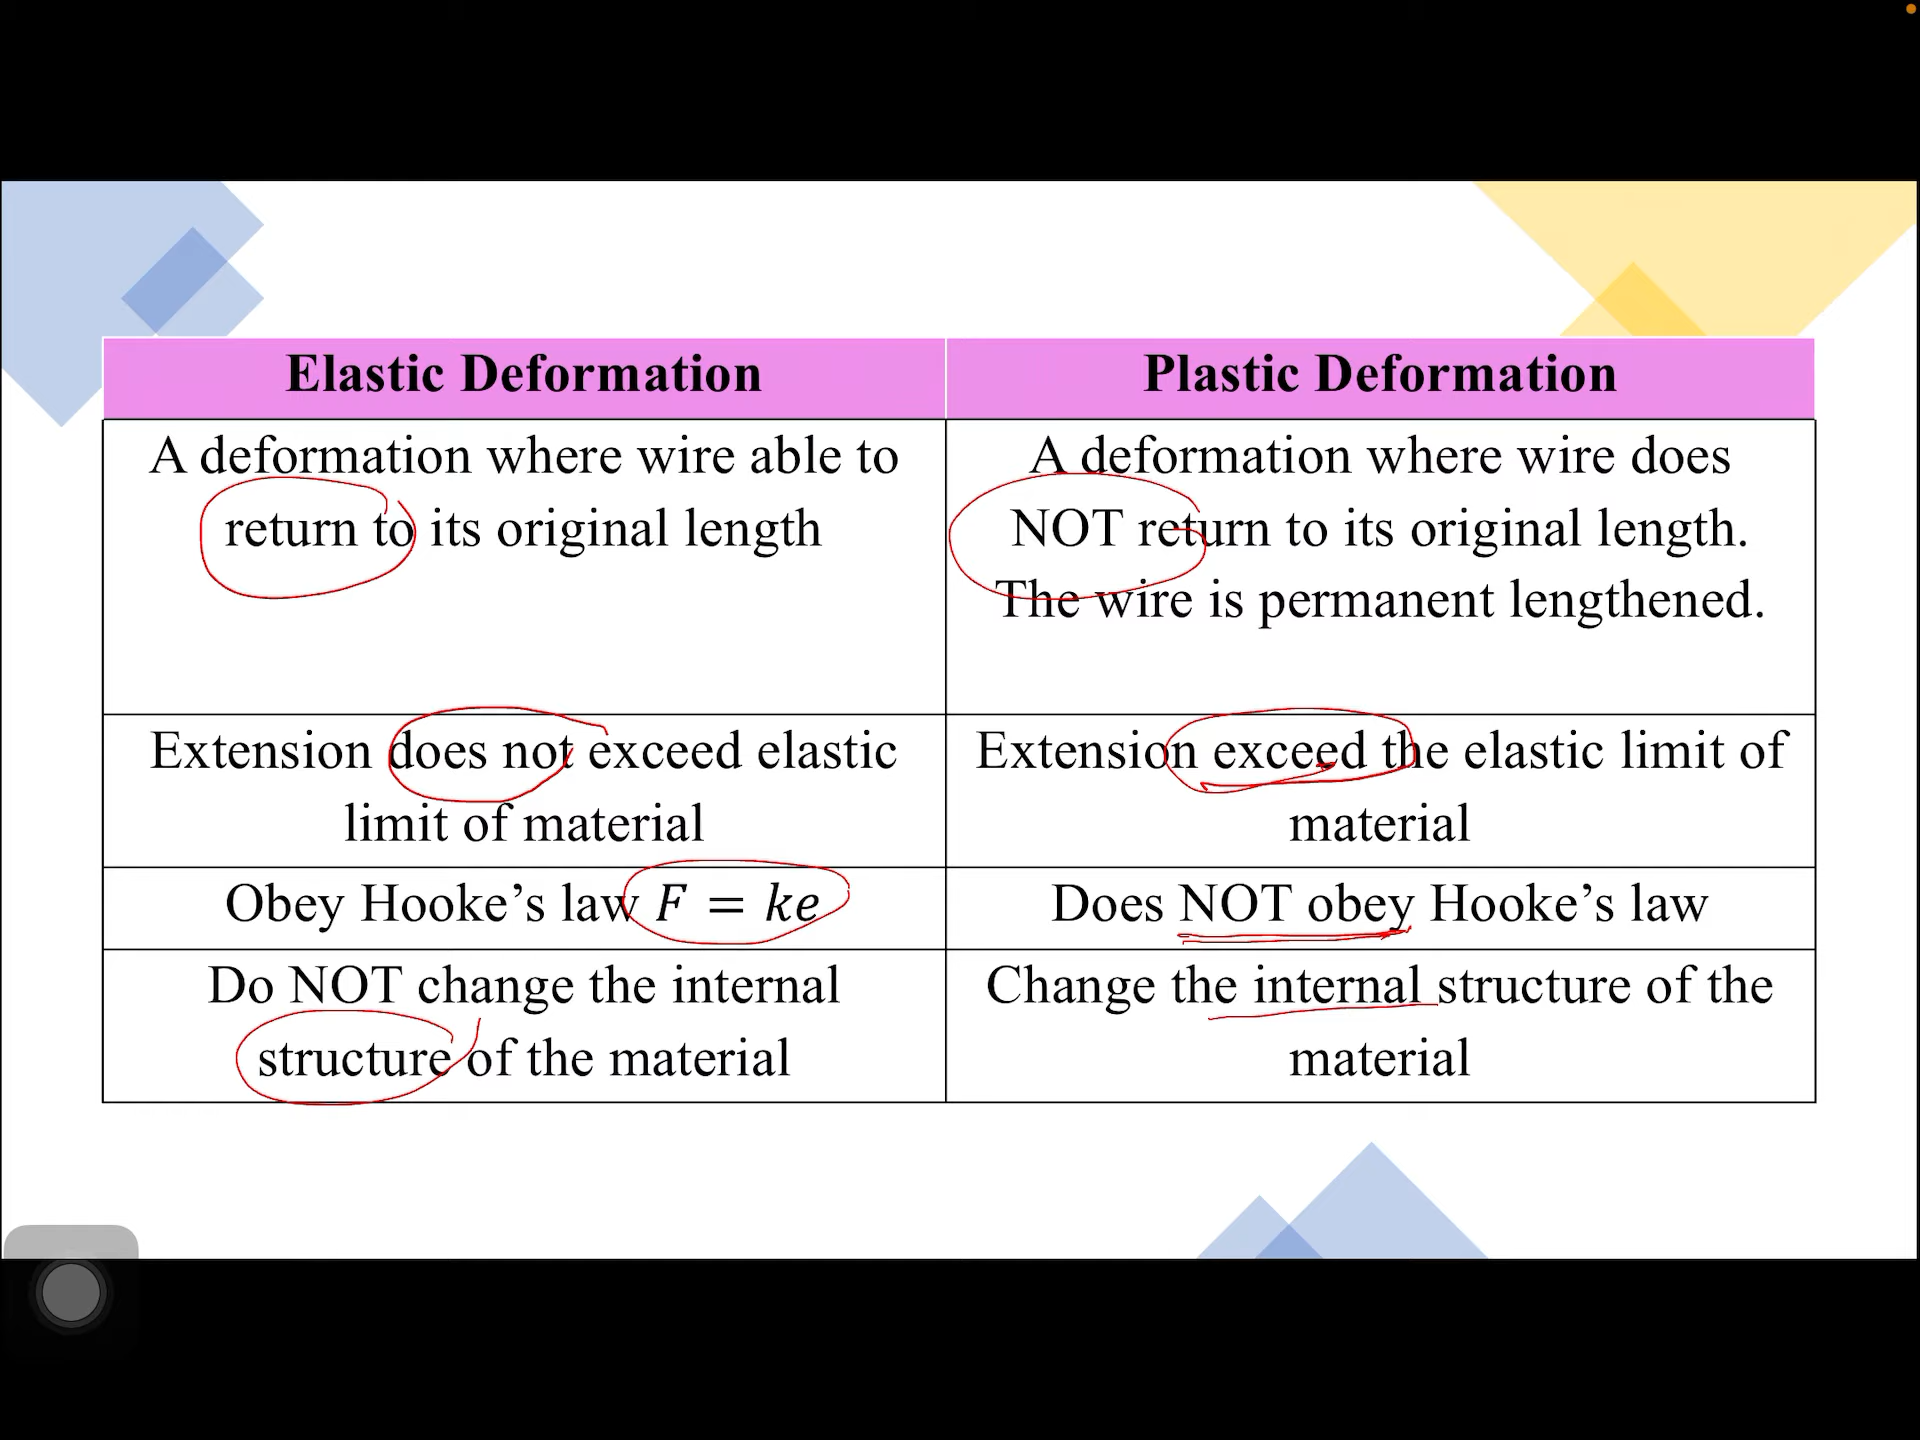 Elastic Deformation
Plastic Deformation
A deformation where wire able to
return to its original length
A deformation where wire does
NOT return to its original length.
The wire is permanent lengthened.
Extension does not exceed elastic
limit of material
Extension exceed the elastic limit of
material
Obey Hooke’s law F = ke
Does NOT obey Hooke’s law
Do NOT change the internal
structure of the material
Change the internal structure of the
material